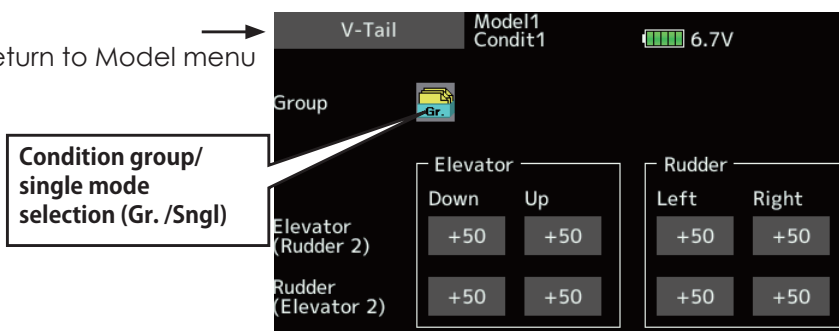 V-Tail
Model1
Condit1
6.7V
eturn to Model menu
Group
Gr.
Condition group/
single mode
selection (Gr. /Sngl)
Elevator
Rudder
Down Up Left Right
Elevator
(Rudder 2)
+50 +50 +50 +50
Rudder
(Elevator 2)
+50 +50 +50 +50